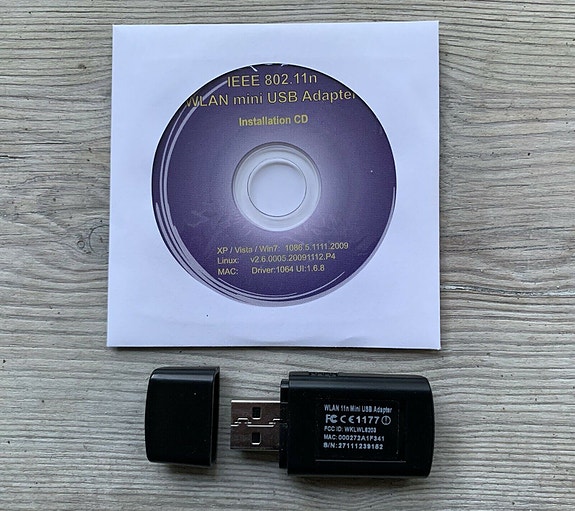 IEEE 802.11n
WLAN mini USB Adapter
Installation CD
XP / Vista / Win7: 1086.5.1111.2009
Linux: v2.6.0005.20091112.P4
MAC: Driver:1064 UI:1.6.8
WLAN 11n Mini USB Adapter
FC CE1177
FCC ID: WKLWL6203
MAC: 000272A1F341
S/N: 27111239152